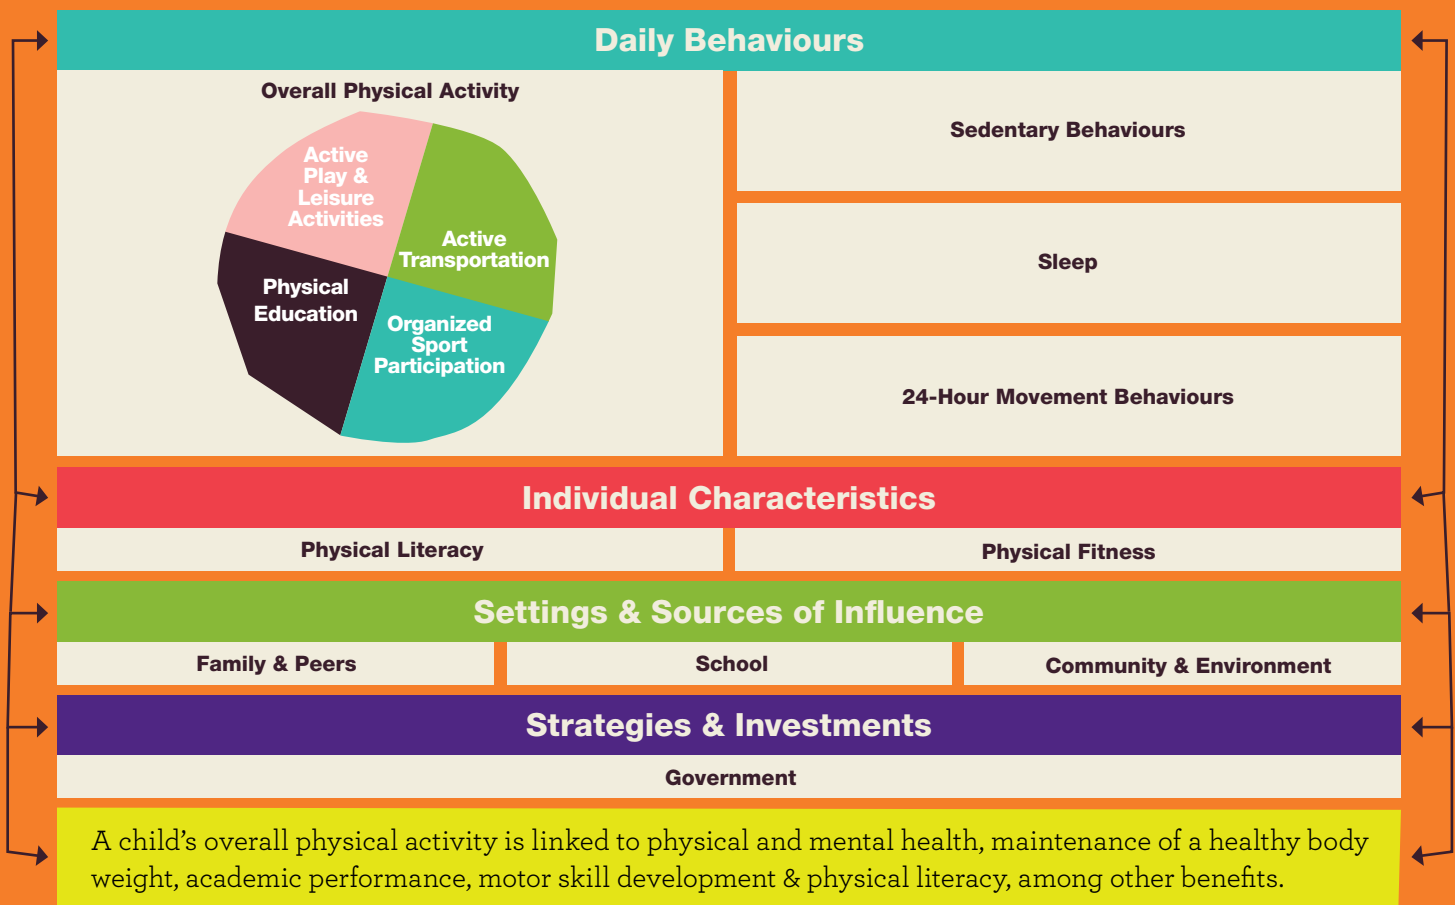 Daily Behaviours
Overall Physical Activity
Active
Play &
Leisure
Activities
Active
Transportation
Physical
Education
Organized
Sport
Participation
Sedentary Behaviours
Sleep
24-Hour Movement Behaviours
Individual Characteristics
Physical Literacy
Physical Fitness
Settings & Sources of Influence
Family & Peers
School
Community & Environment
Strategies & Investments
Government
A child’s overall physical activity is linked to physical and mental health, maintenance of a healthy body
weight, academic performance, motor skill development & physical literacy, among other benefits.